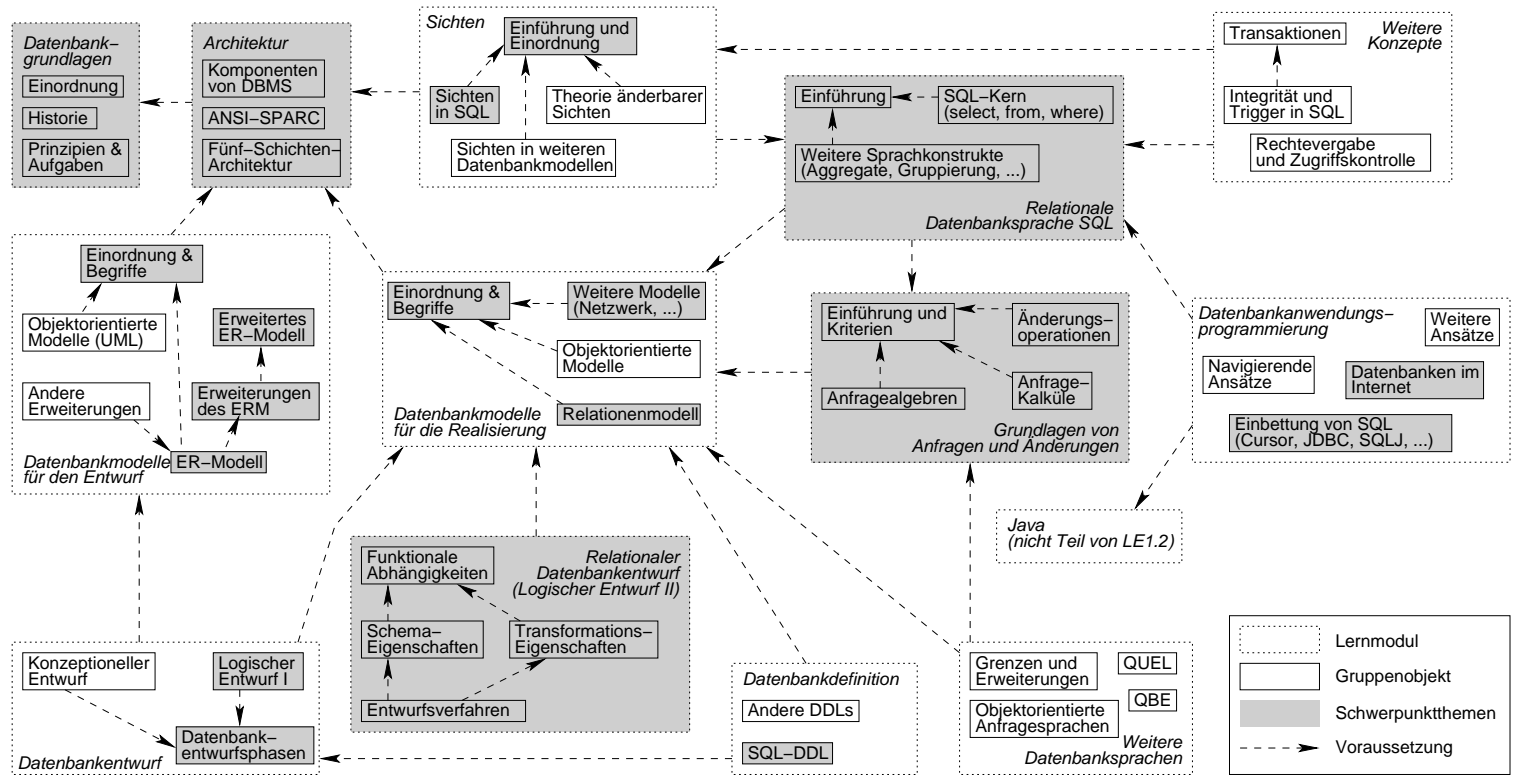 Datenbank−
grundlagen
Einordnung
Historie
Prinzipien &
Aufgaben
Architektur
Komponenten
von DBMS
ANSI−SPARC
Fünf−Schichten−
Architektur
Sichten
Einführung und
Einordnung
Sichten
in SQL
Theorie änderbarer
Sichten
Sichten in weiteren
Datenbankmodellen
Einführung
SQL−Kern
(select, from, where)
Weitere Sprachkonstrukte
(Aggregate, Gruppierung, ...)
Relationale
Datenbanksprache SQL
Transaktionen
Weitere
Konzepte
Integrität und
Trigger in SQL
Rechtevergabe
und Zugriffskontrolle
Einordnung &
Begriffe
Objektorientierte
Modelle (UML)
Erweitertes
ER−Modell
Andere
Erweiterungen
Erweiterungen
des ERM
ER−Modell
Datenbankmodelle
für den Entwurf
Einordnung &
Begriffe
Weitere Modelle
(Netzwerk, ...)
Objektorientierte
Modelle
Relationenmodell
Datenbankmodelle
für die Realisierung
Einführung und
Kriterien
Änderungs−
operationen
Anfragealgebren
Anfrage−
Kalküle
Grundlagen von
Anfragen und Änderungen
Datenbankanwendungs−
programmierung
Weitere
Ansätze
Navigierende
Ansätze
Datenbanken im
Internet
Einbettung von SQL
(Cursor, JDBC, SQLJ, ...)
Java
(nicht Teil von LE1.2)
Funktionale
Abhängigkeiten
Relationaler
Datenbankentwurf
(Logischer Entwurf II)
Schema−
Eigenschaften
Transformations−
Eigenschaften
Entwurfsverfahren
Konzeptioneller
Entwurf
Logischer
Entwurf I
Datenbank−
entwurfsphasen
Datenbankentwurf
Datenbankdefinition
Andere DDLs
SQL−DDL
Grenzen und
Erweiterungen
QUEL
QBE
Objektorientierte
Anfragesprachen
Weitere
Datenbanksprachen
Lernmodul
Gruppenobjekt
Schwerpunktthemen
Voraussetzung